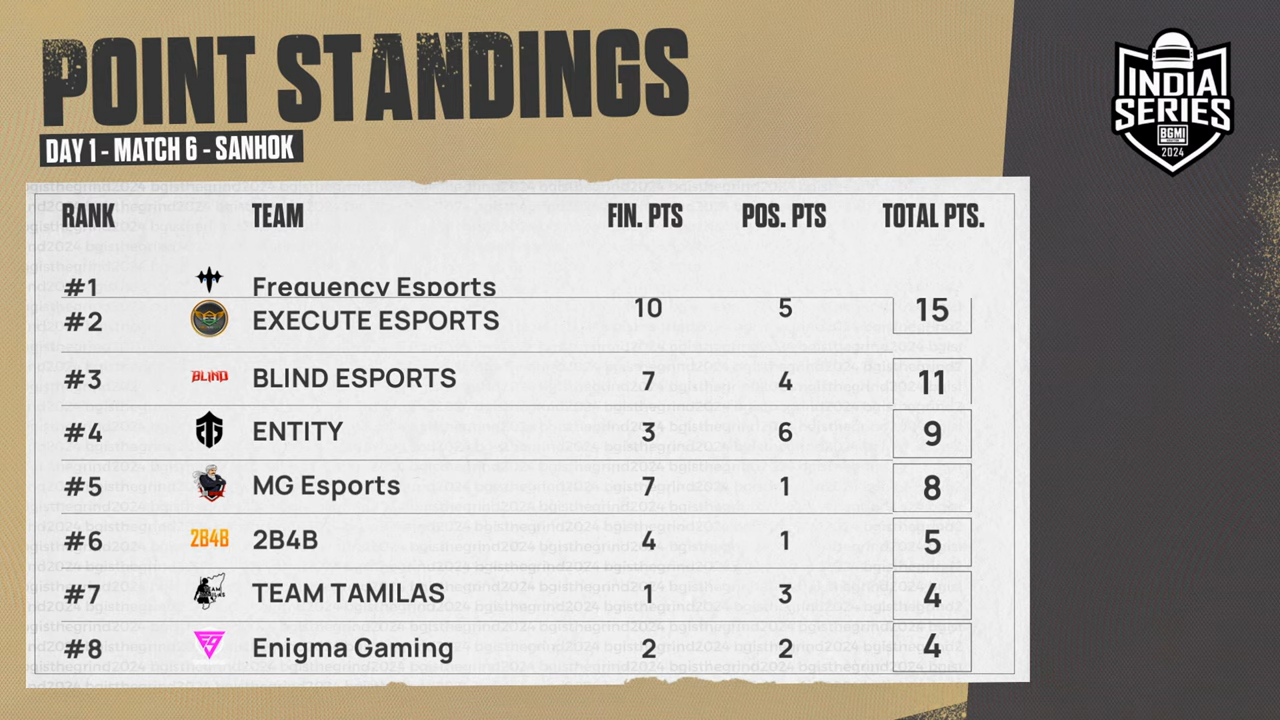 POINT STANDINGS
DAY 1 - MATCH 6 - SANHOK
INDIA
SERIES
BGMI
2024
RANK TEAM FIN. PTS POS. PTS TOTAL PTS.
#1 Frequency Esports
#2 EXECUTE ESPORTS 10 5 15
#3 BLIND BLIND ESPORTS 7 4 11
#4 ENTITY 3 6 9
#5 MG Esports 7 1 8
#6 2B4B 2B4B 4 1 5
#7 TEAM TAMILAS 1 3 4
#8 Enigma Gaming 2 2 4